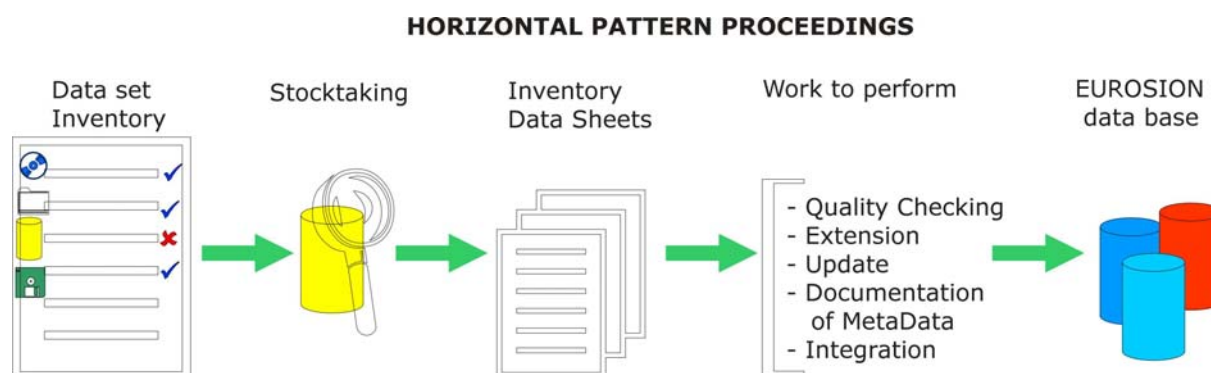 HORIZONTAL PATTERN PROCEEDINGS
Data set
Inventory
Stocktaking
Inventory
Data Sheets
Work to perform
- Quality Checking
- Extension
- Update
- Documentation
of MetaData
- Integration
EUROSION
data base